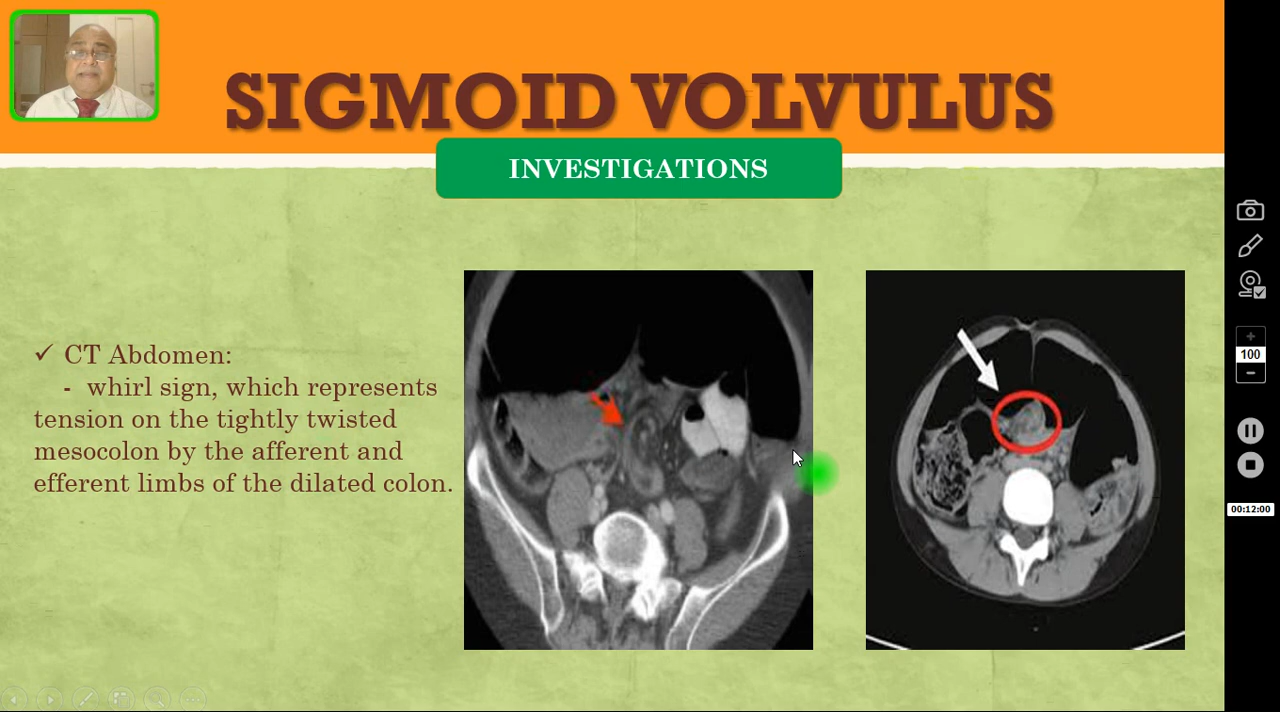 SIGMOID VOLVULUS
INVESTIGATIONS
✓ CT Abdomen:
- whirl sign, which represents
tension on the tightly twisted
mesocolon by the afferent and
efferent limbs of the dilated colon.
100
00:12:00